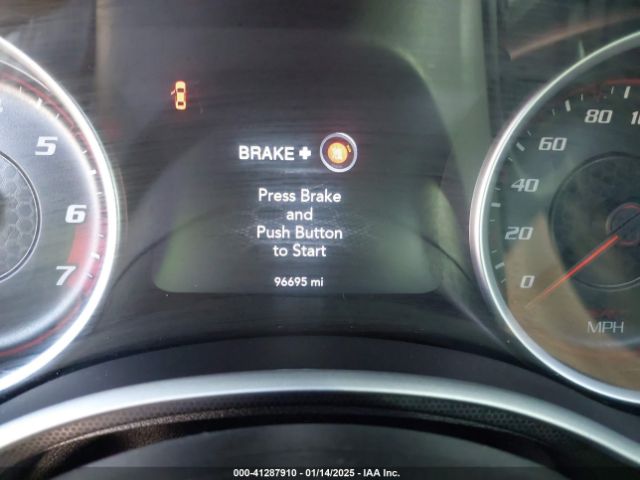 5
6
7
BRAKE +
Press Brake
and
Push Button
to Start
96695 mi
0
20
40
60
80
MPH
000-41287910 - 01/14/2025 - IAA Inc.